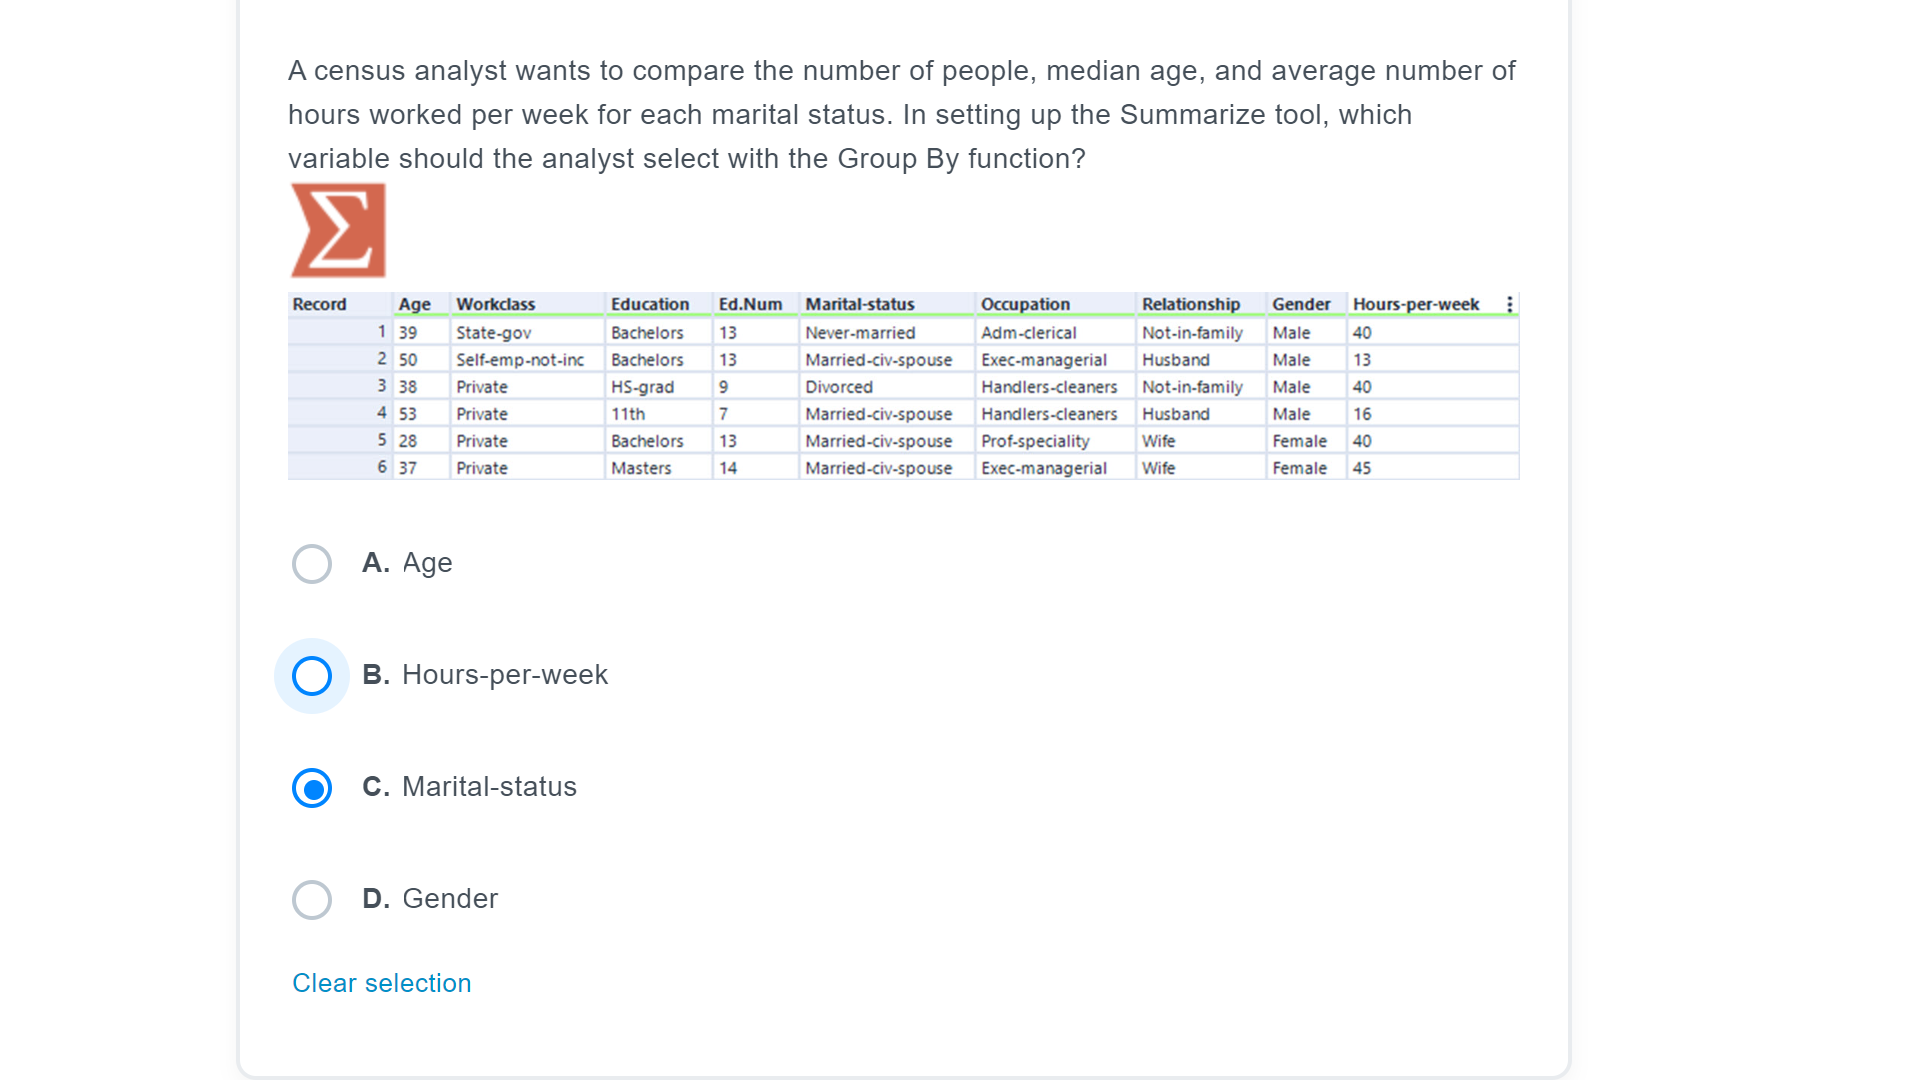 A census analyst wants to compare the number of people, median age, and average number of
hours worked per week for each marital status. In setting up the Summarize tool, which
variable should the analyst select with the Group By function?
Σ
Record Age Workclass Education Ed.Num Marital-status Occupation Relationship Gender Hours-per-week
1 39 State-gov Bachelors 13 Never-married Adm-clerical Not-in-family Male 40
2 50 Self-emp-not-inc Bachelors 13 Married-civ-spouse Exec-managerial Husband Male 13
3 38 Private HS-grad 9 Divorced Handlers-cleaners Not-in-family Male 40
4 53 Private 11th 7 Married-civ-spouse Handlers-cleaners Husband Male 16
5 28 Private Bachelors 13 Married-civ-spouse Prof-speciality Wife Female 40
6 37 Private Masters 14 Married-civ-spouse Exec-managerial Wife Female 45
A. Age
B. Hours-per-week
C. Marital-status
D. Gender
Clear selection